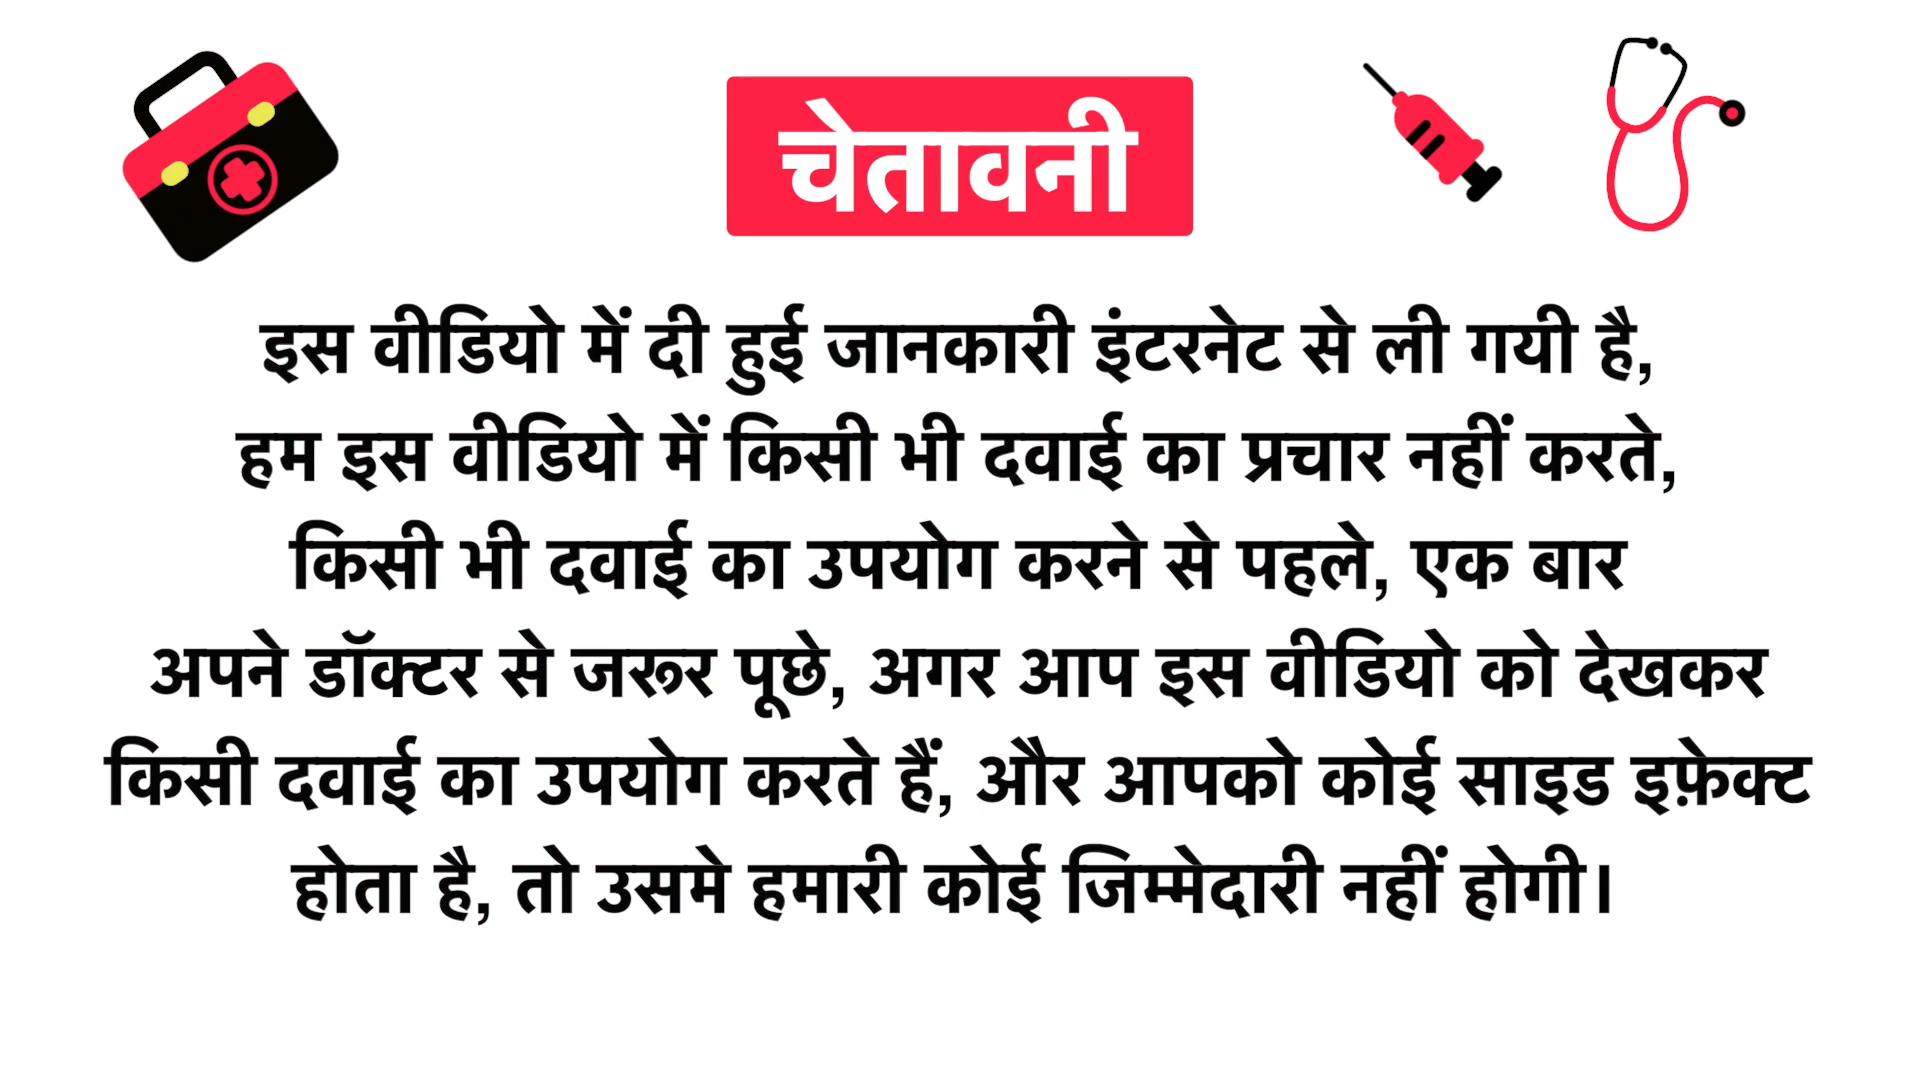 चेतावनी
इस वीडियो में दी हुई जानकारी इंटरनेट से ली गयी है,
हम इस वीडियो में किसी भी दवाई का प्रचार नहीं करते,
किसी भी दवाई का उपयोग करने से पहले, एक बार
अपने डॉक्टर से जरूर पूछे, अगर आप इस वीडियो को देखकर
किसी दवाई का उपयोग करते हैं, और आपको कोई साइड इफ़ेक्ट
होता है, तो उसमे हमारी कोई जिम्मेदारी नहीं होगी।